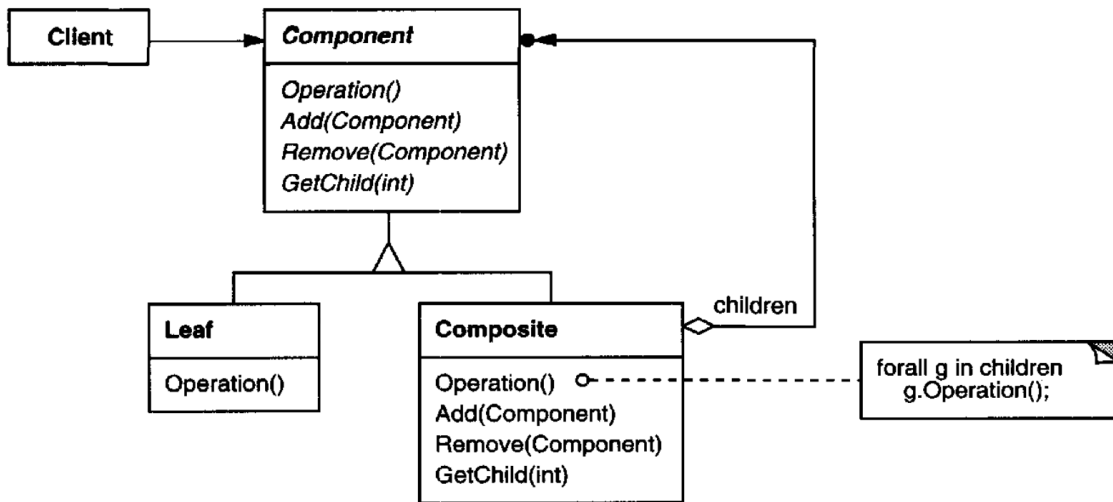 Client
Component
Operation()
Add(Component)
Remove(Component)
GetChild(int)
Leaf
Operation()
Composite
Operation()
Add(Component)
Remove(Component)
GetChild(int)
children
forall g in children
g.Operation();